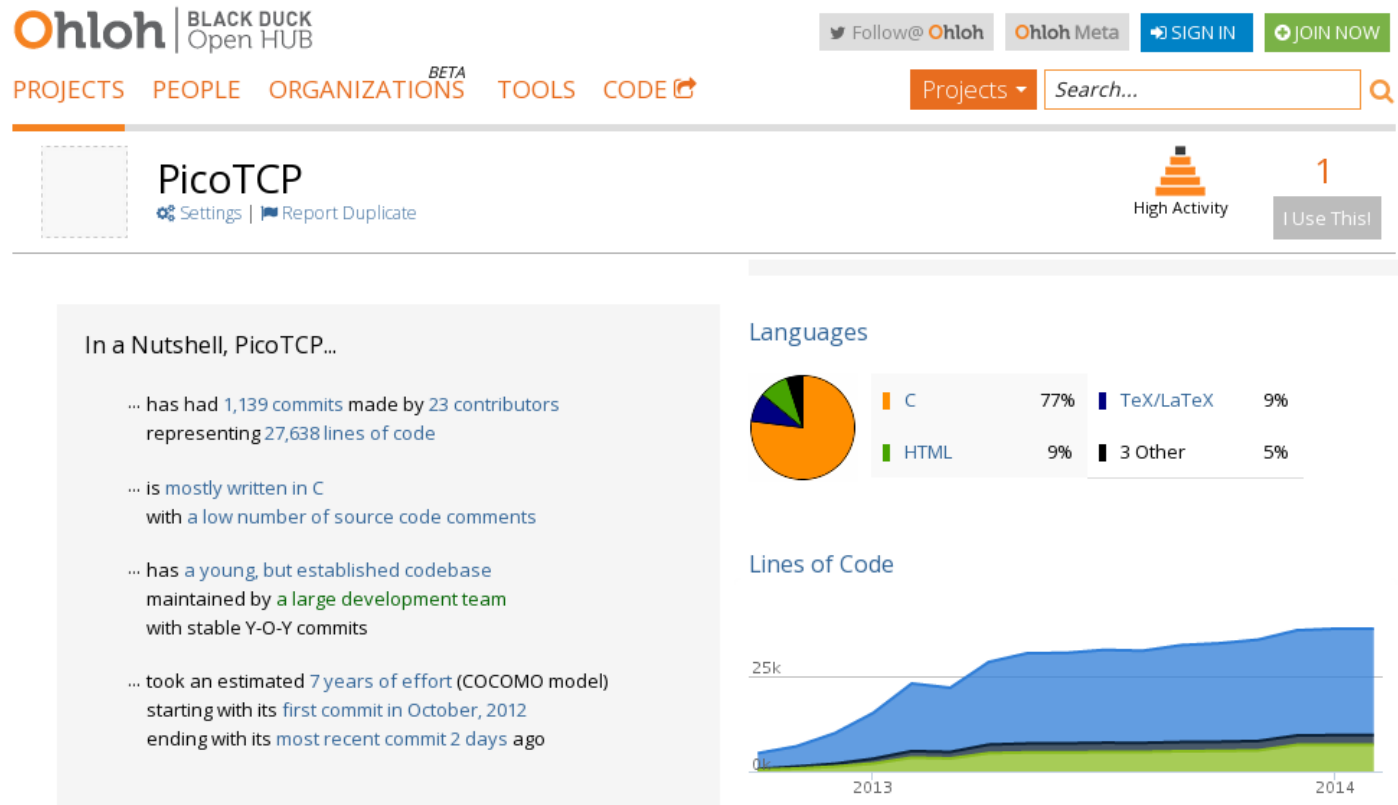 Ohloh BLACK DUCK
Open HUB
Follow@ Ohloh
Ohloh Meta
SIGN IN
JOIN NOW
PROJECTS PEOPLE ORGANIZATIONS BETA TOOLS CODE
Projects
Search...
PicoTCP
Settings | Report Duplicate
High Activity
1
I Use This!
In a Nutshell, PicoTCP...
... has had 1,139 commits made by 23 contributors
representing 27,638 lines of code
... is mostly written in C
with a low number of source code comments
... has a young, but established codebase
maintained by a large development team
with stable Y-O-Y commits
... took an estimated 7 years of effort (COCOMO model)
starting with its first commit in October, 2012
ending with its most recent commit 2 days ago
Languages
C 77% TeX/LaTeX 9%
HTML 9% 3 Other 5%
Lines of Code
25k
0k
2013 2014